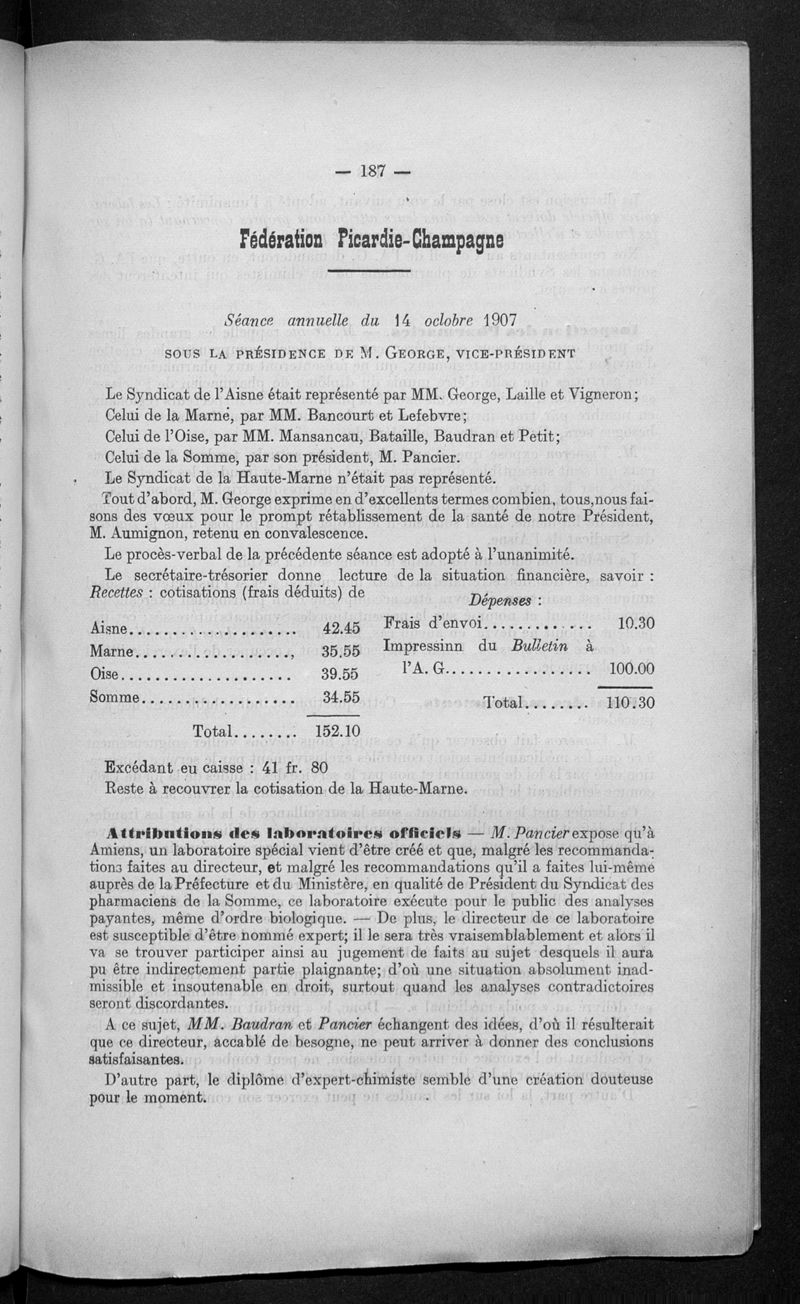 — 187 —
Fédération Picardie-Champagne
Séance annuelle du 14 oclobre 1907
SOUS LA PRÉSIDENCE DE M. GEORGE, VICE-PRÉSIDENT
Le Syndicat de l'Aisne était représenté par MM. George, Laille et Vigneron;
Celui de la Marne, par MM. Bancourt et Lefebvre;
Celui de l'Oise, par MM. Mansancau, Bataille, Baudran et Petit;
Celui de la Somme, par son président, M. Pancier.
Le Syndicat de la Haute-Marne n'était pas représenté.
Tout d'abord, M. George exprime en d'excellents termes combien, tous,nous fai-
sons des vœux pour le prompt rétablissement de la santé de notre Président,
M. Aumignon, retenu en convalescence.
Le procès-verbal de la précédente séance est adopté à l'unanimité.
Le secrétaire-trésorier donne lecture de la situation financière, savoir :
Recettes : cotisations (frais déduits) de
Aisne.................... 42.45
Marne.................., 35.55
Oise.................... 39.55
Somme.................. 34.55
Total........ 152.10
Dépenses :
Frais d'envoi............. 10.30
Impressinn du Bulletin à
l'A. G................. 100.00
Total........ 110.30
Excédant eu caisse : 41 fr. 80
Reste à recouvrer la cotisation de la Haute-Marne.
Attributions des laboratoires officiels — M. Pancier expose qu'à
Amiens, un laboratoire spécial vient d'être créé et que, malgré les recommanda-
tions faites au directeur, et malgré les recommandations qu'il a faites lui-même
auprès de la Préfecture et du Ministère, en qualité de Président du Syndicat des
pharmaciens de la Somme, ce laboratoire exécute pour le public des analyses
payantes, même d'ordre biologique. — De plus, le directeur de ce laboratoire
est susceptible d'être nommé expert; il le sera très vraisemblablement et alors il
va se trouver participer ainsi au jugement de faits au sujet desquels il aura
pu être indirectement partie plaignante; d'où une situation absolument inad-
missible et insoutenable en droit, surtout quand les analyses contradictoires
seront discordantes.
A ce sujet, MM. Baudran et Pancier échangent des idées, d'où il résulterait
que ce directeur, accablé de besogne, ne peut arriver à donner des conclusions
satisfaisantes.
D'autre part, le diplôme d'expert-chimiste semble d'une création douteuse
pour le moment.